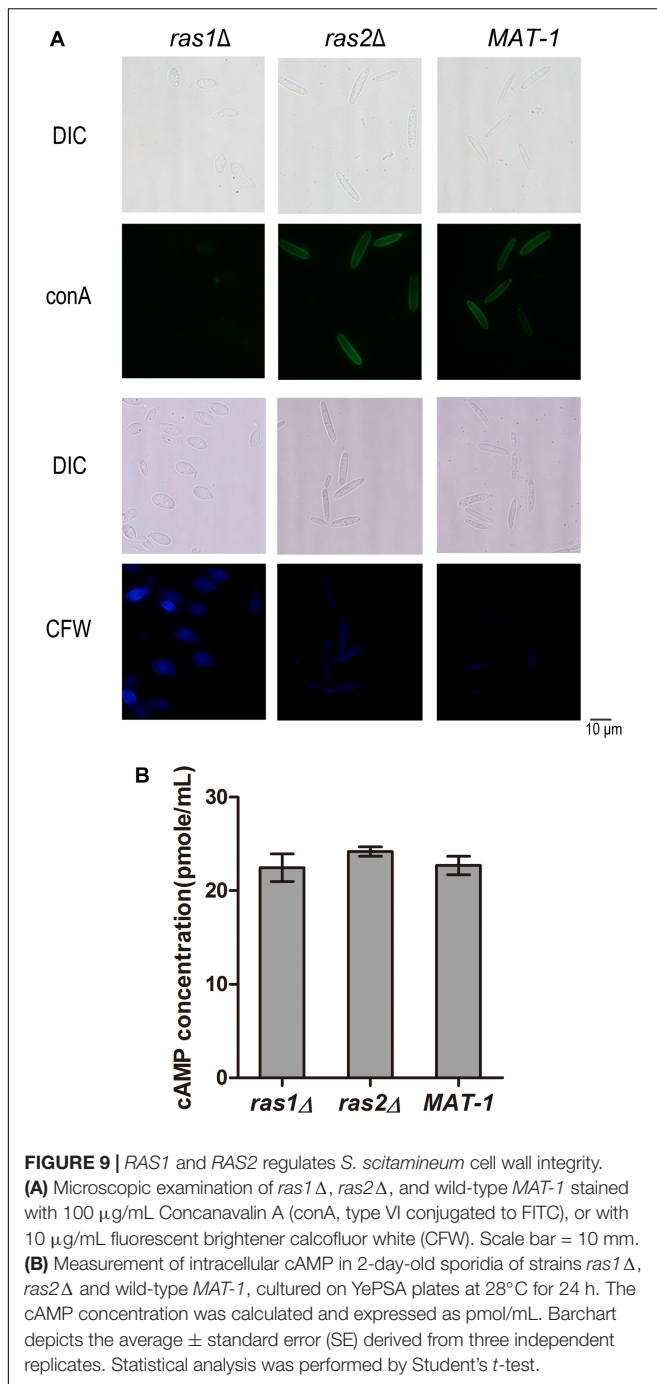 A
ras1Δ ras2Δ MAT-1
DIC
conA
DIC
CFW
10 μm
B
cAMP concentration(pmole/mL)
30
20
10
0
ras1Δ ras2Δ MAT-1
FIGURE 9 | RAS1 and RAS2 regulates S. scitamineum cell wall integrity.
(A) Microscopic examination of ras1Δ, ras2Δ, and wild-type MAT-1 stained
with 100 μg/mL Concanavalin A (conA, type VI conjugated to FITC), or with
10 μg/mL fluorescent brightener calcofluor white (CFW). Scale bar = 10 mm.
(B) Measurement of intracellular cAMP in 2-day-old sporidia of strains ras1Δ,
ras2Δ and wild-type MAT-1, cultured on YePSA plates at 28°C for 24 h. The
cAMP concentration was calculated and expressed as pmol/mL. Barchart
depicts the average ± standard error (SE) derived from three independent
replicates. Statistical analysis was performed by Student's t-test.